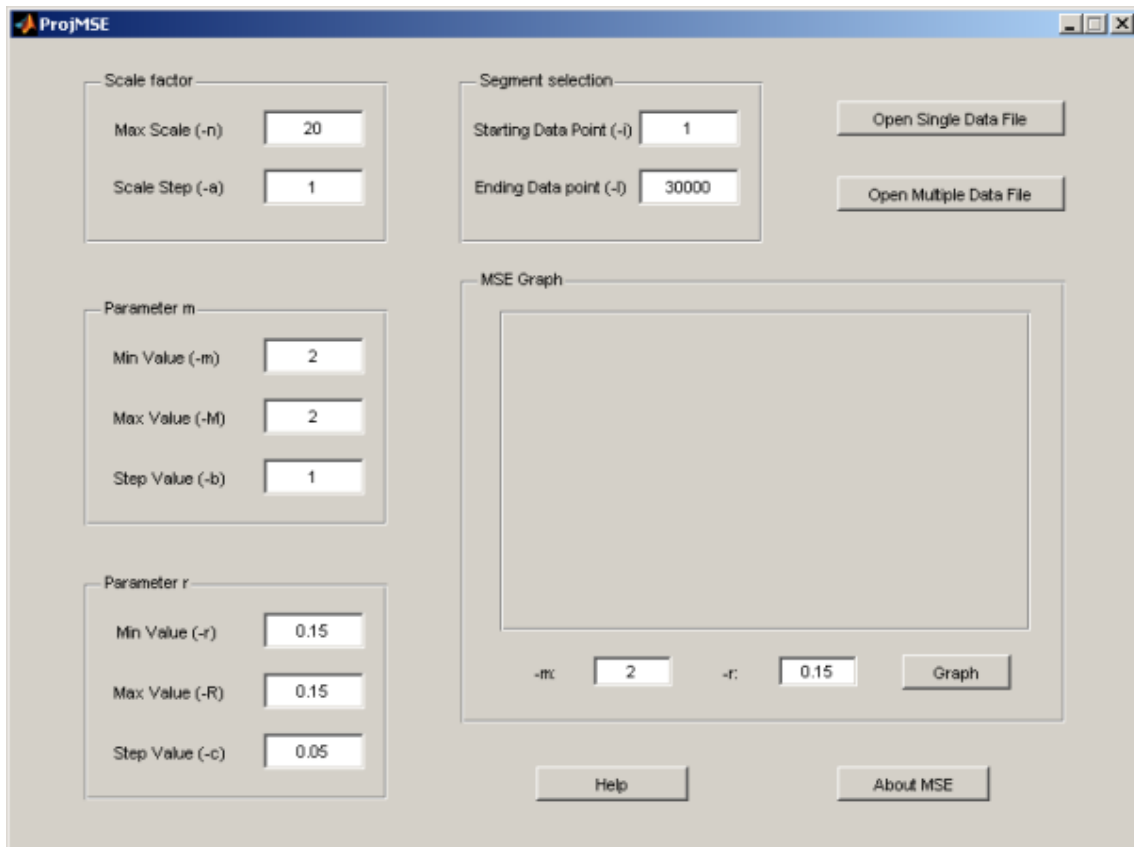 ProjMSE
Scale factor
Max Scale (-n) 20
Scale Step (-a) 1
Segment selection
Starting Data Point (-i) 1
Ending Data point (-l) 30000
Open Single Data File
Open Multiple Data File
Parameter m
Min Value (-m) 2
Max Value (-M) 2
Step Value (-b) 1
Parameter r
Min Value (-r) 0.15
Max Value (-R) 0.15
Step Value (-c) 0.05
MSE Graph
-m: 2 -r: 0.15 Graph
Help
About MSE